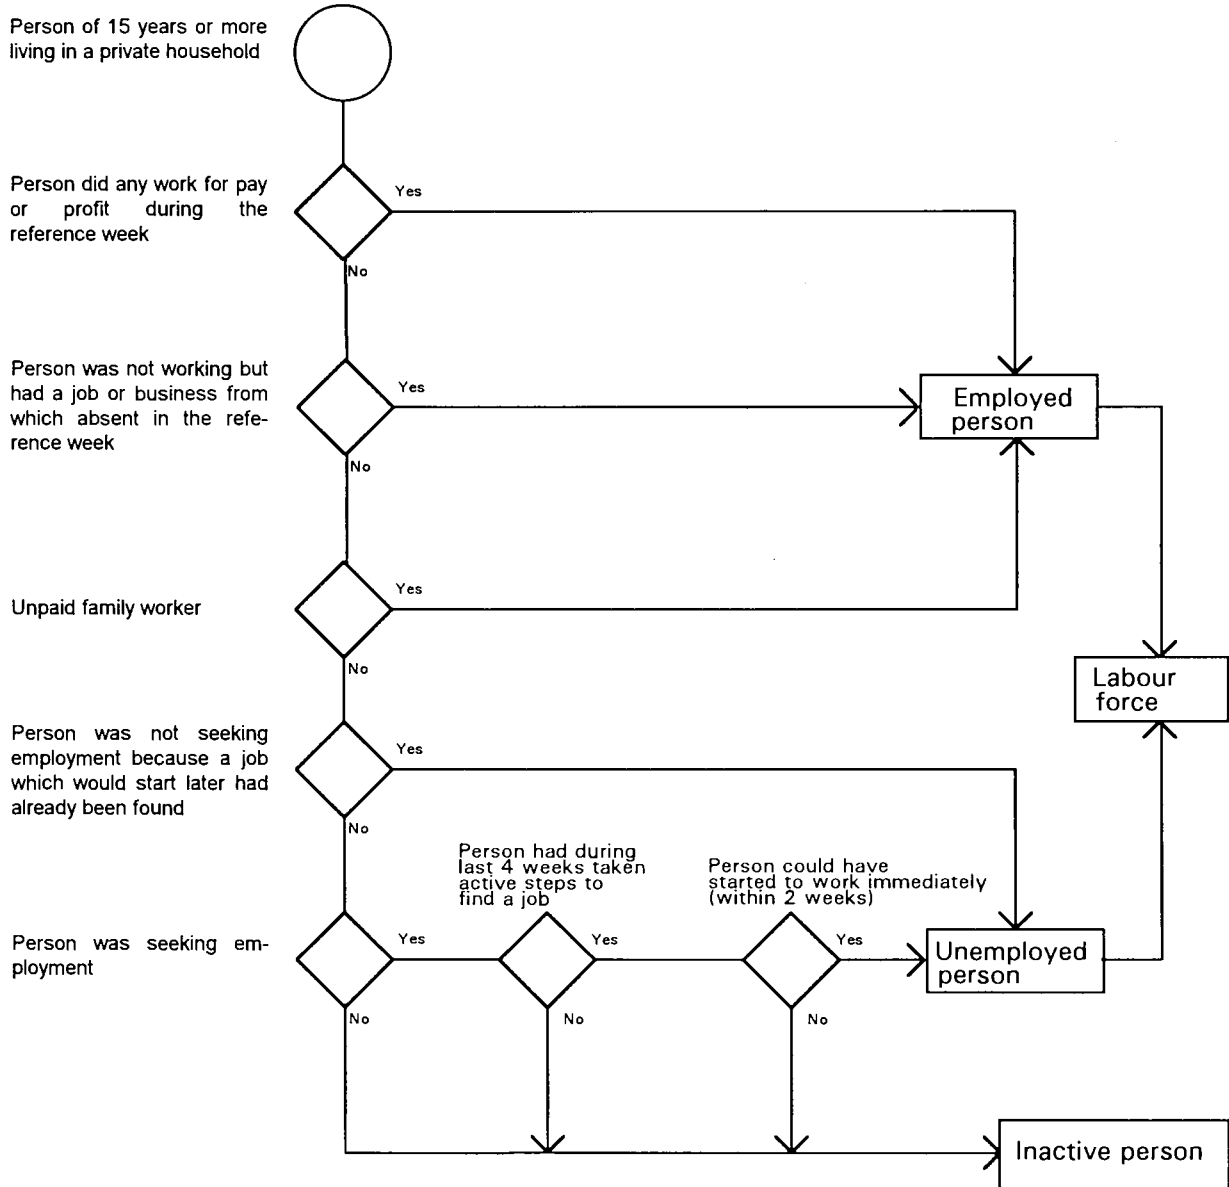 Person of 15 years or more
living in a private household
Person did any work for pay
or profit during the
reference week
Yes
No
Person was not working but
had a job or business from
which absent in the refe-
rence week
Yes
No
Employed
person
Unpaid family worker
Yes
No
Labour
force
Person was not seeking
employment because a job
which would start later had
already been found
Yes
No
Person had during
last 4 weeks taken
active steps to
find a job
Person could have
started to work immediately
(within 2 weeks)
Person was seeking em-
ployment
Yes
No
Yes
No
Yes
No
Unemployed
person
Inactive person